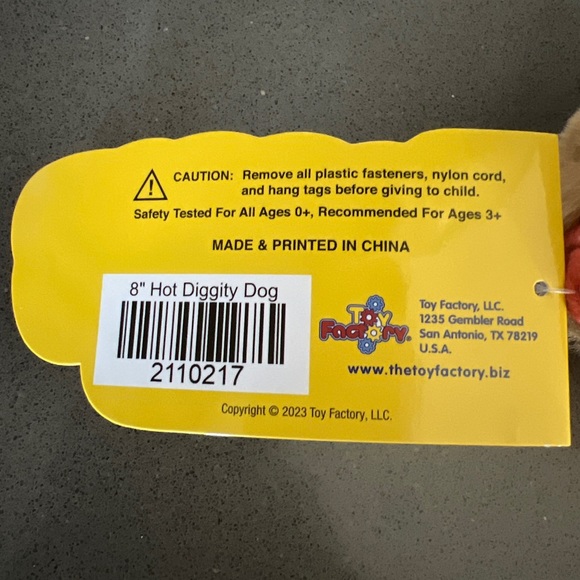 CAUTION: Remove all plastic fasteners, nylon cord,
and hang tags before giving to child.
Safety Tested For All Ages 0+, Recommended For Ages 3+
MADE & PRINTED IN CHINA
8" Hot Diggity Dog
2110217
TOY
Factory
Toy Factory, LLC.
1235 Gembler Road
San Antonio, TX 78219
U.S.A.
www.thetoyfactory.biz
Copyright © 2023 Toy Factory, LLC.